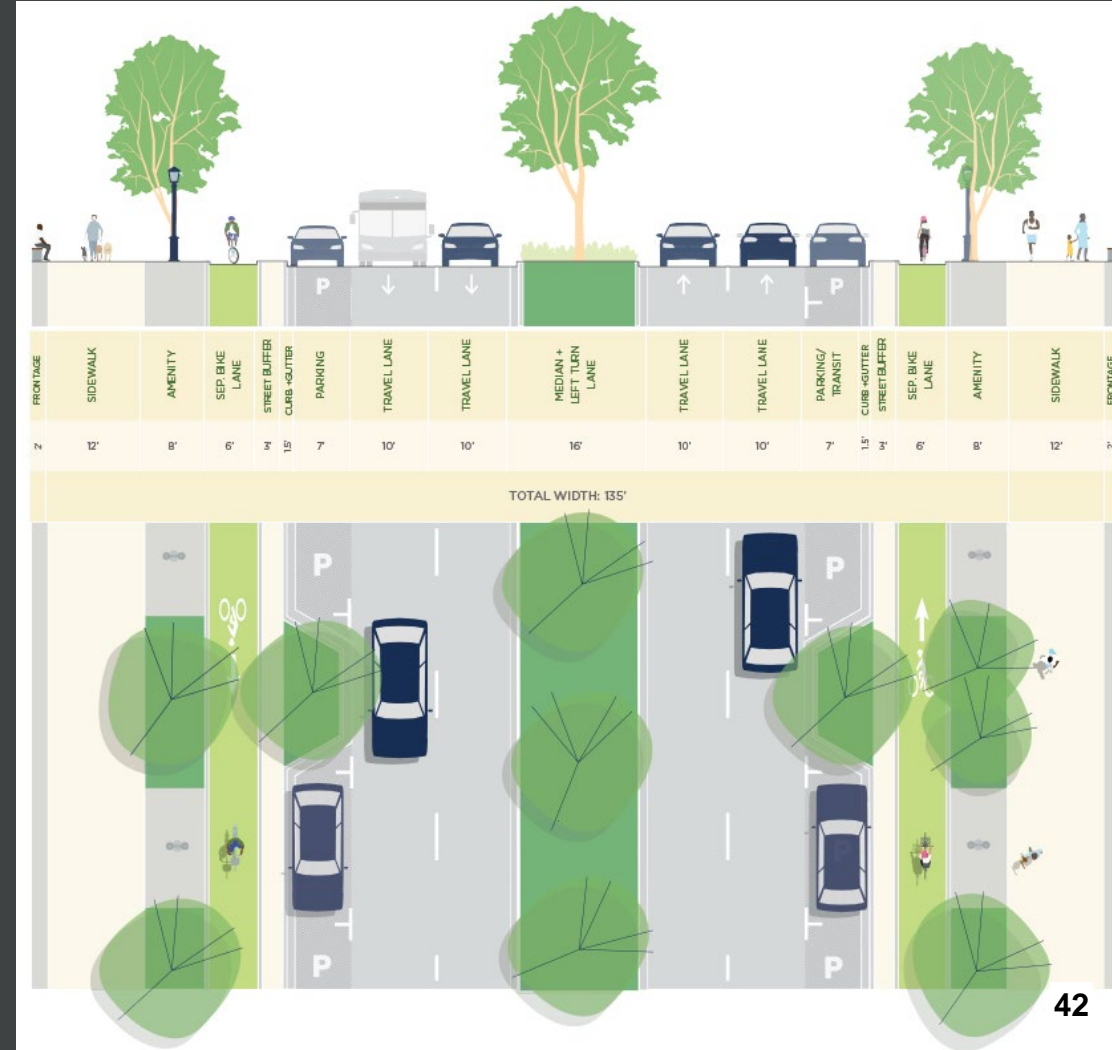 P
P
FRONTAGE
SIDEWALK
AMENITY
SEP. BIKE
LANE
STREET BUFFER
CURB +GUTTER
PARKING
TRAVEL LANE
TRAVEL LANE
MEDIAN +
LEFT TURN
LANE
TRAVEL LANE
TRAVEL LANE
PARKING/
TRANSIT
CURB +GUTTER
STREET BUFFER
SEP. BIKE
LANE
AMENITY
SIDEWALK
FRONTAGE
2' 12' 8' 6' 3' 1.5' 7' 10' 10' 16' 10' 10' 7' 1.5' 3' 6' 8' 12' 2'
TOTAL WIDTH: 135'
P
P
P
P
P
42